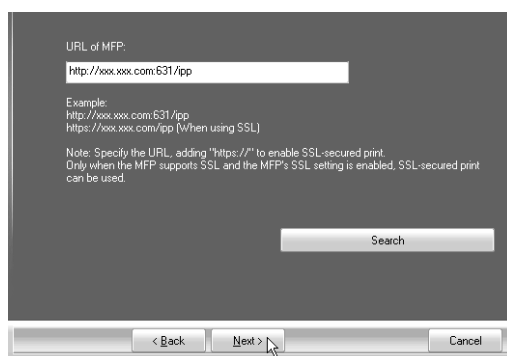 URL of MFP:
http://xxx.xxx.com:631/ipp
Example:
http://xxx.xxx.com:631/ipp
https://xxx.xxx.com/ipp (When using SSL)
Note: Specify the URL, adding "https://" to enable SSL-secured print.
Only when the MFP supports SSL and the MFP's SSL setting is enabled, SSL-secured print
can be used.
Search
< Back Next > Cancel